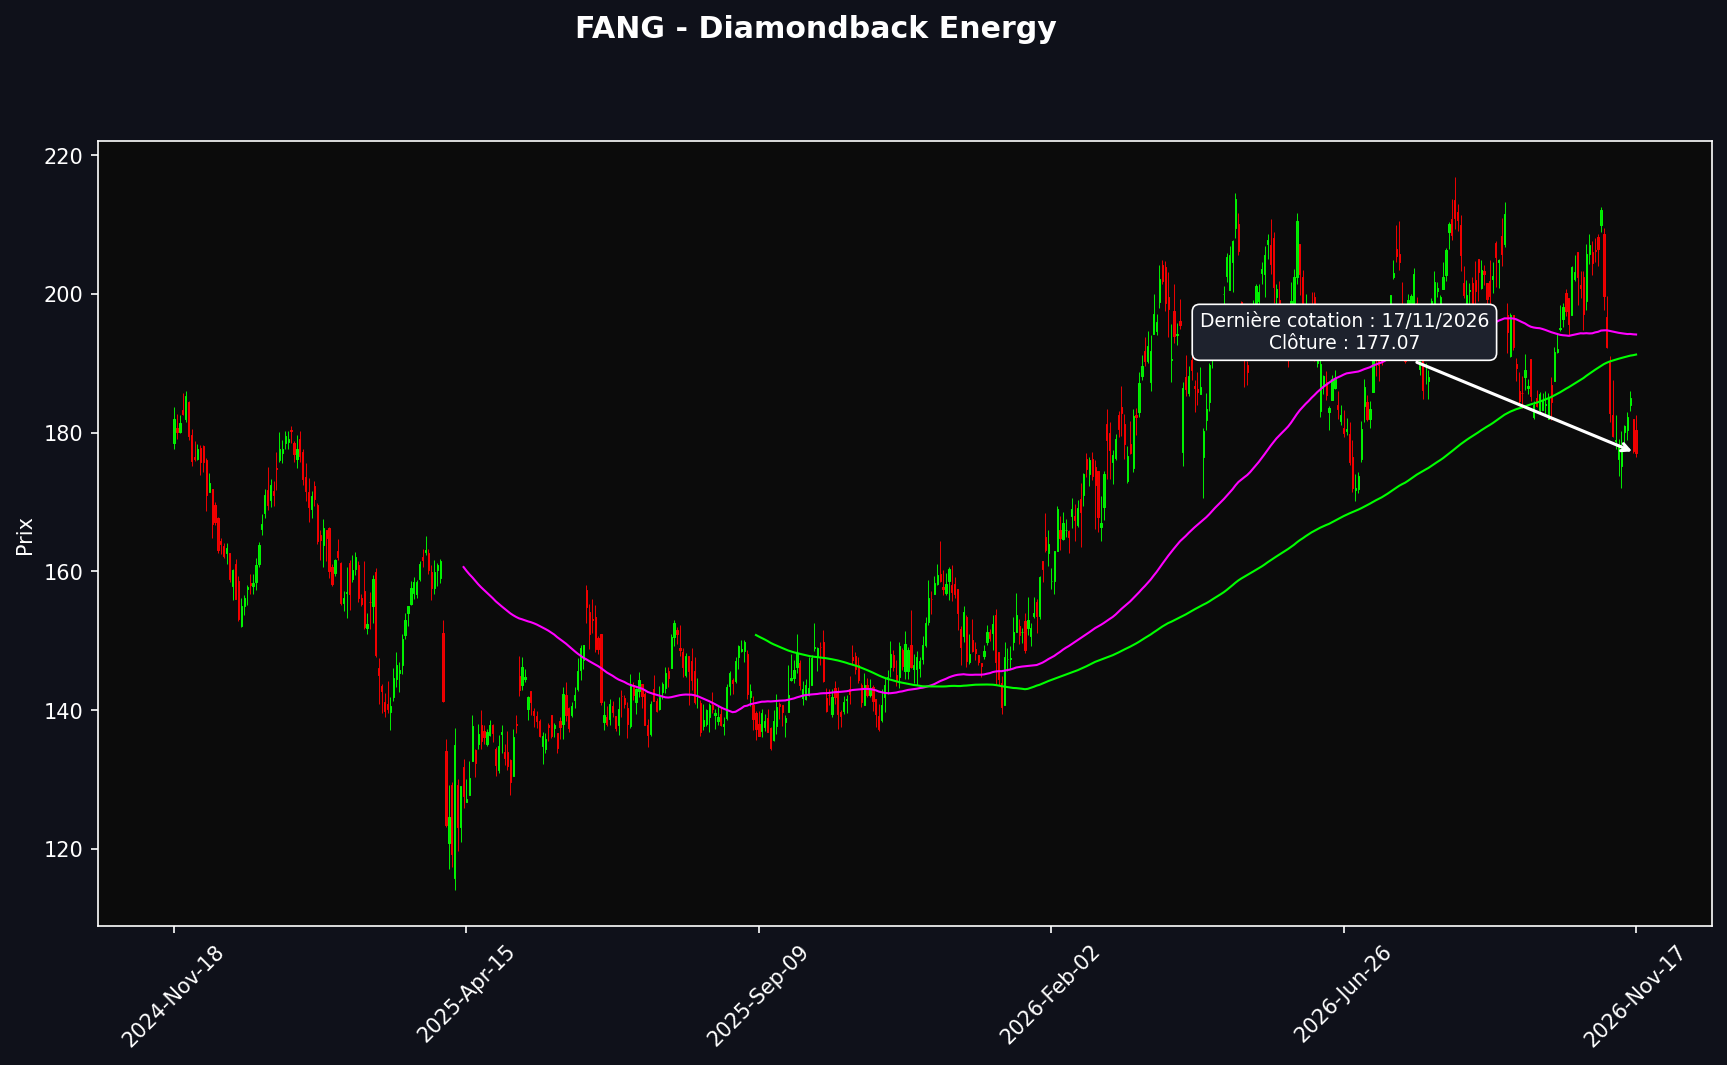 FANG - Diamondback Energy
220
200
180
160
140
120
Prix
Dernière cotation : 17/11/2026
Clôture : 177.07
2024-Nov-18
2025-Apr-15
2025-Sep-09
2026-Feb-02
2026-Jun-26
2026-Nov-17